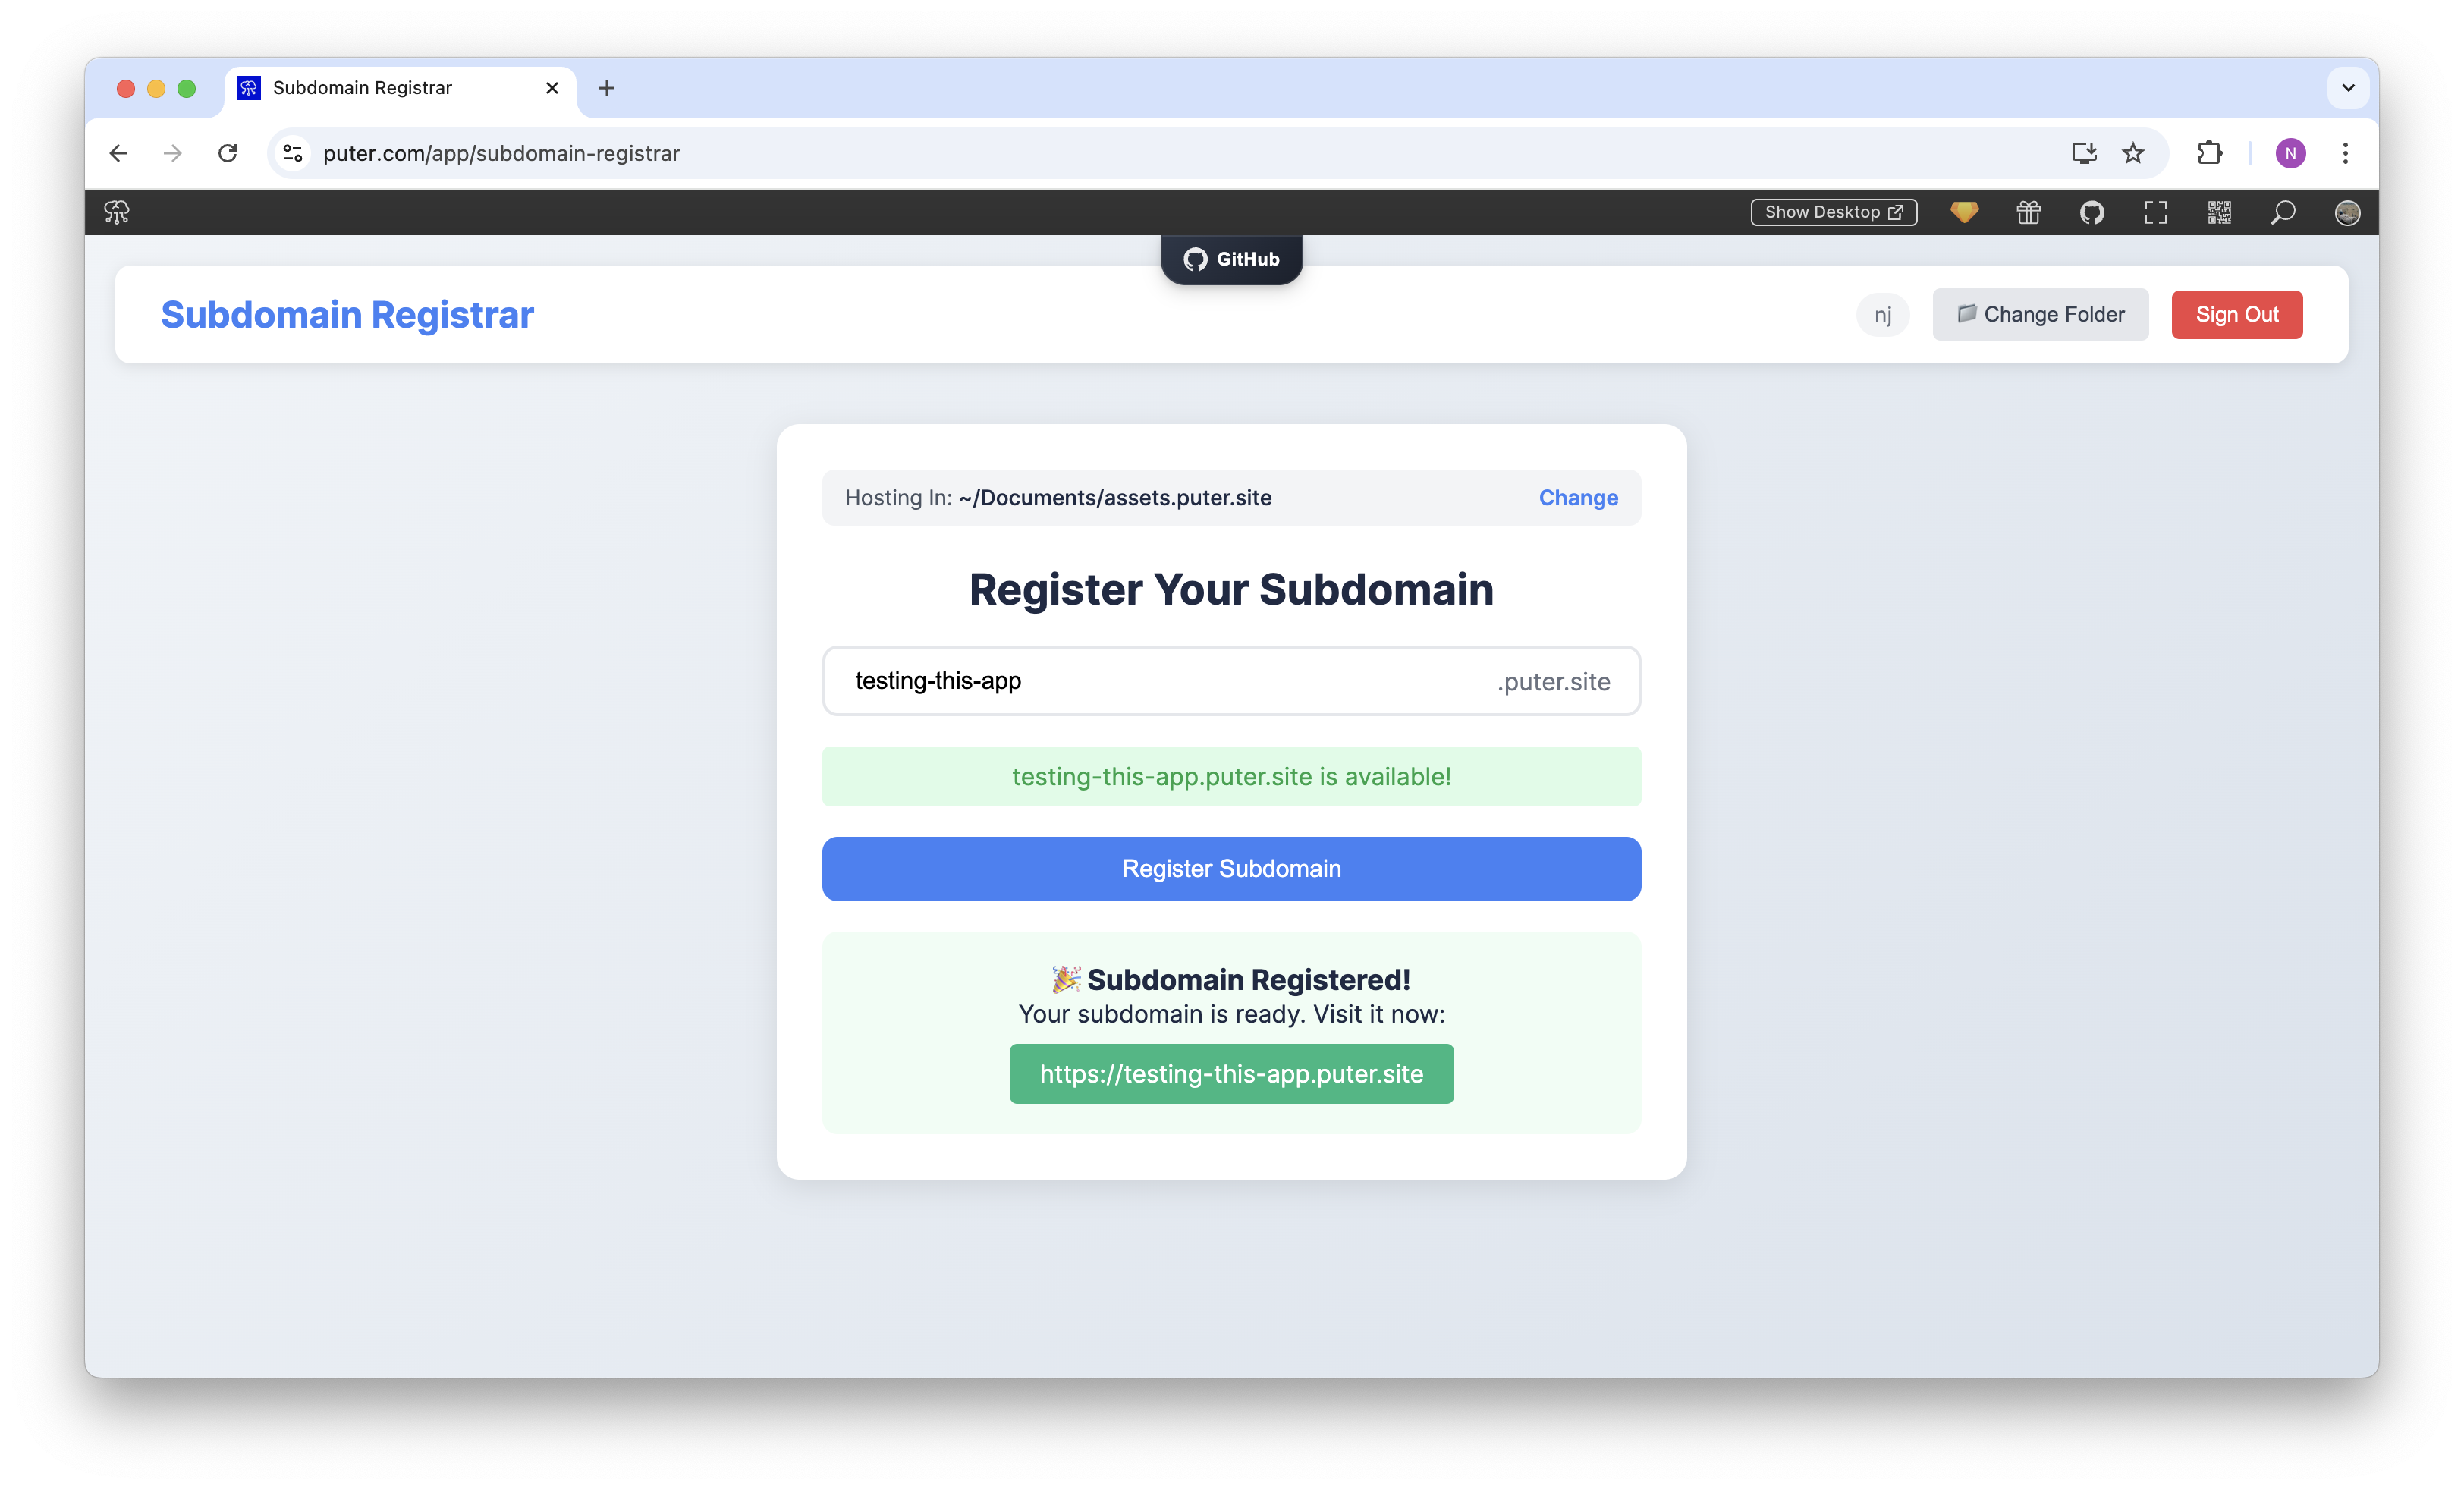 Subdomain Registrar
puter.com/app/subdomain-registrar
N
Show Desktop
GitHub
Subdomain Registrar
nj
Change Folder
Sign Out
Hosting In: ~/Documents/assets.puter.site
Change
Register Your Subdomain
testing-this-app
.puter.site
testing-this-app.puter.site is available!
Register Subdomain
🎉 Subdomain Registered!
Your subdomain is ready. Visit it now:
https://testing-this-app.puter.site